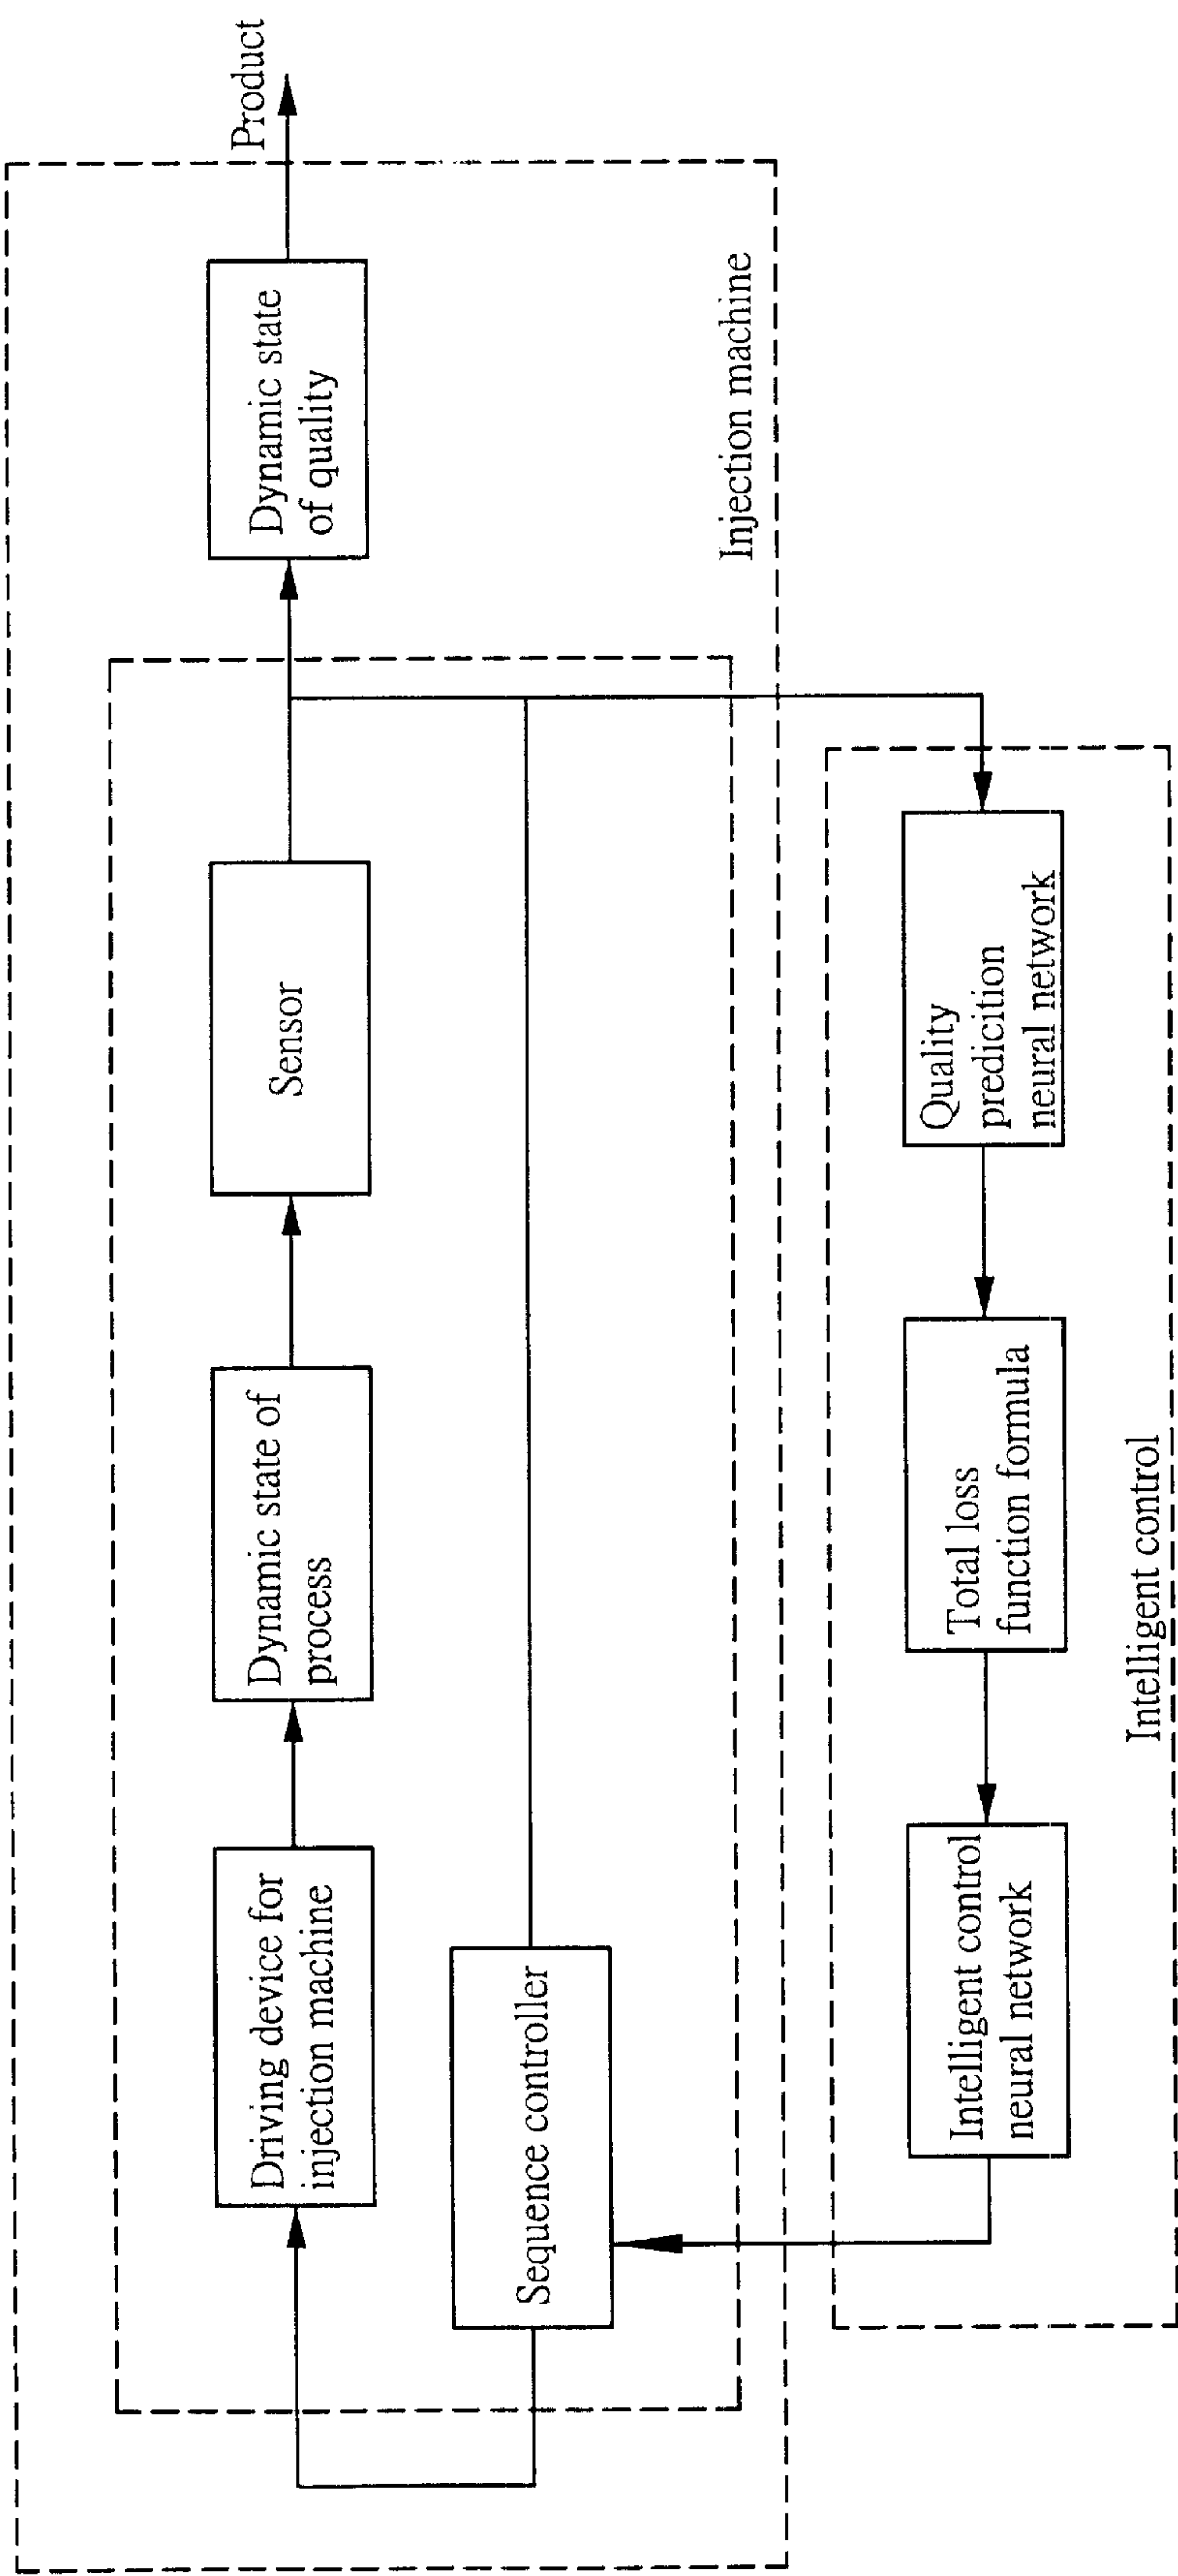 Driving device for
injection machine
Dynamic state of
process
Sensor
Dynamic state
of quality
Product
Sequence controller
Injection machine
Intelligent control
neural network
Total loss
function formula
Quality
predicition
neural network
Intelligent control